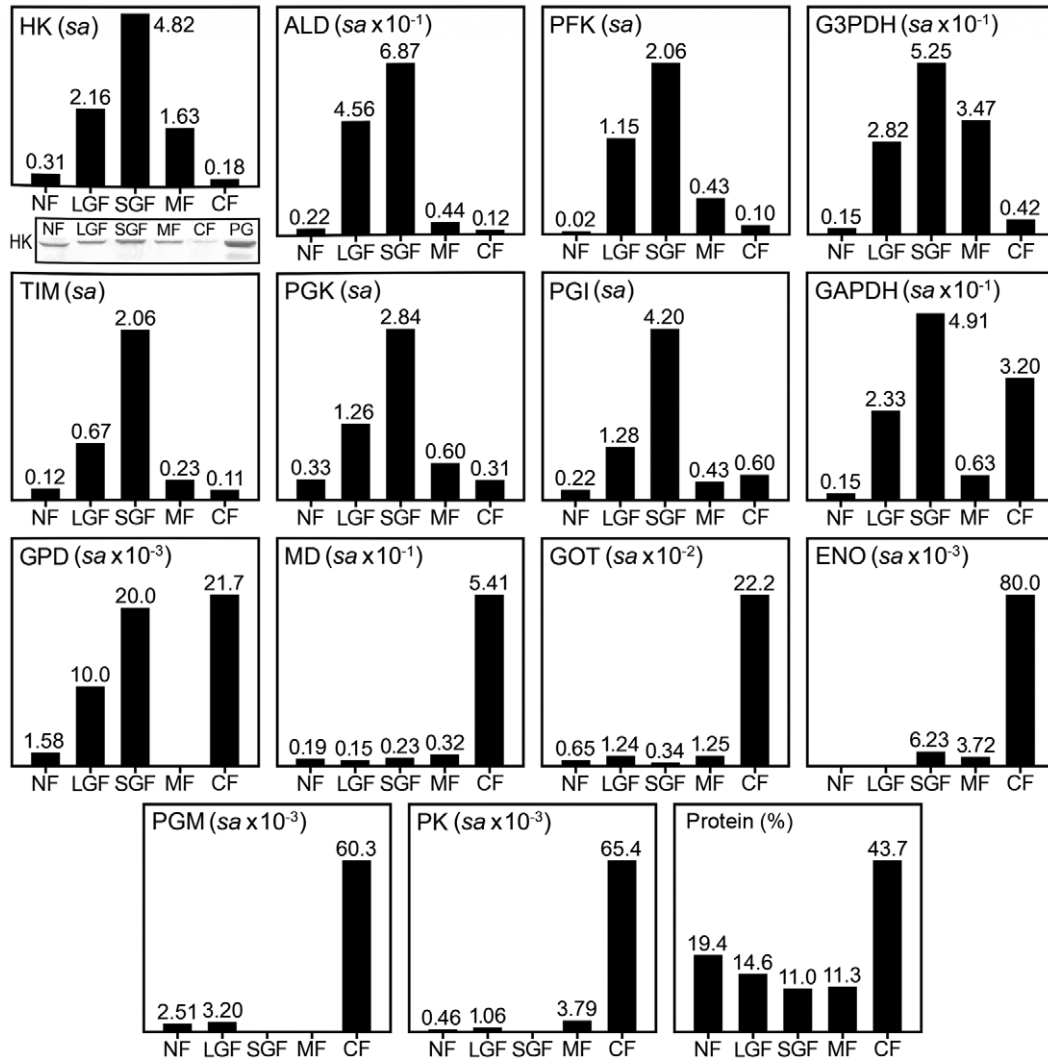 HK (sa)
4.82
2.16
1.63
0.31
0.18
NF LGF SGF MF CF
HK
NF LGF SGF MF CF PG
ALD (sa x10⁻¹)
6.87
4.56
0.22
0.44
0.12
NF LGF SGF MF CF
PFK (sa)
2.06
1.15
0.43
0.02
0.10
NF LGF SGF MF CF
G3PDH (sa x10⁻¹)
5.25
3.47
2.82
0.15
0.42
NF LGF SGF MF CF
TIM (sa)
2.06
0.67
0.12
0.23
0.11
NF LGF SGF MF CF
PGK (sa)
2.84
1.26
0.33
0.60
0.31
NF LGF SGF MF CF
PGI (sa)
4.20
1.28
0.22
0.43
0.60
NF LGF SGF MF CF
GAPDH (sa x10⁻¹)
4.91
3.20
2.33
0.15
0.63
NF LGF SGF MF CF
GPD (sa x10⁻³)
21.7
20.0
10.0
1.58
NF LGF SGF MF CF
MD (sa x10⁻¹)
5.41
0.19 0.15 0.23 0.32
NF LGF SGF MF CF
GOT (sa x10⁻²)
22.2
0.65 1.24 0.34 1.25
NF LGF SGF MF CF
ENO (sa x10⁻³)
80.0
6.23 3.72
NF LGF SGF MF CF
PGM (sa x10⁻³)
60.3
2.51 3.20
NF LGF SGF MF CF
PK (sa x10⁻³)
65.4
0.46 1.06 3.79
NF LGF SGF MF CF
Protein (%)
43.7
19.4
14.6
11.0 11.3
NF LGF SGF MF CF